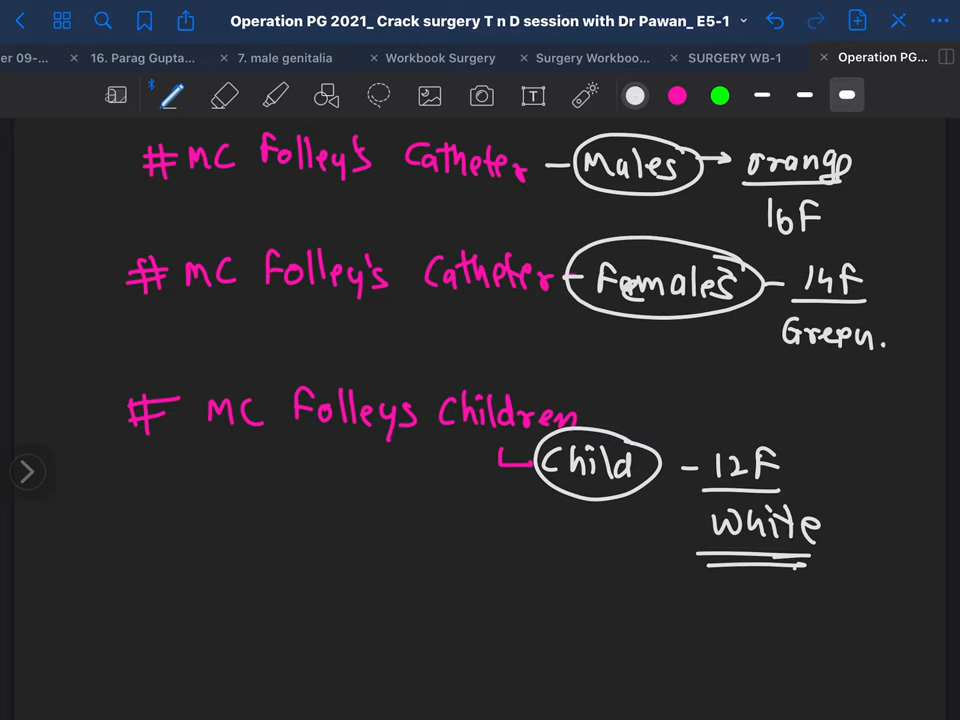 Operation PG 2021_ Crack surgery T n D session with Dr Pawan_ E5-1
er 09-... 16. Parag Gupta... 7. male genitalia Workbook Surgery Surgery Workboo... SURGERY WB-1 Operation PG...
# MC Folley's Catheter - Males → orange
16F
# MC Folley's Catheter - Females - 14F
Green.
# MC Folleys Children
Child - 12F
White